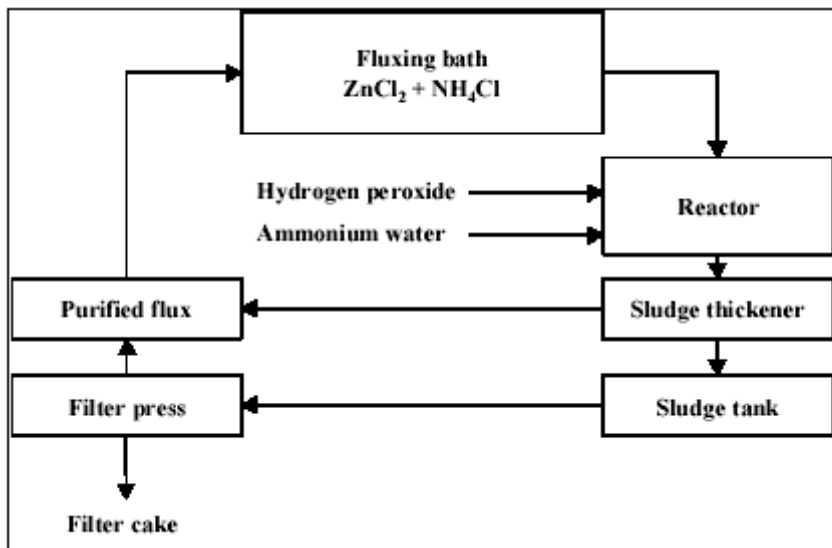 Fluxing bath
ZnCl₂ + NH₄Cl
Hydrogen peroxide
Reactor
Ammonium water
Purified flux
Sludge thickener
Filter press
Sludge tank
Filter cake